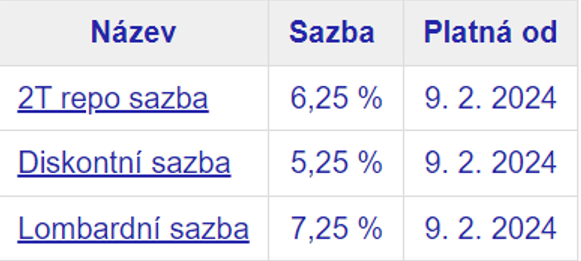 Název Sazba Platná od
2T repo sazba 6,25 % 9. 2. 2024
Diskontní sazba 5,25 % 9. 2. 2024
Lombardní sazba 7,25 % 9. 2. 2024